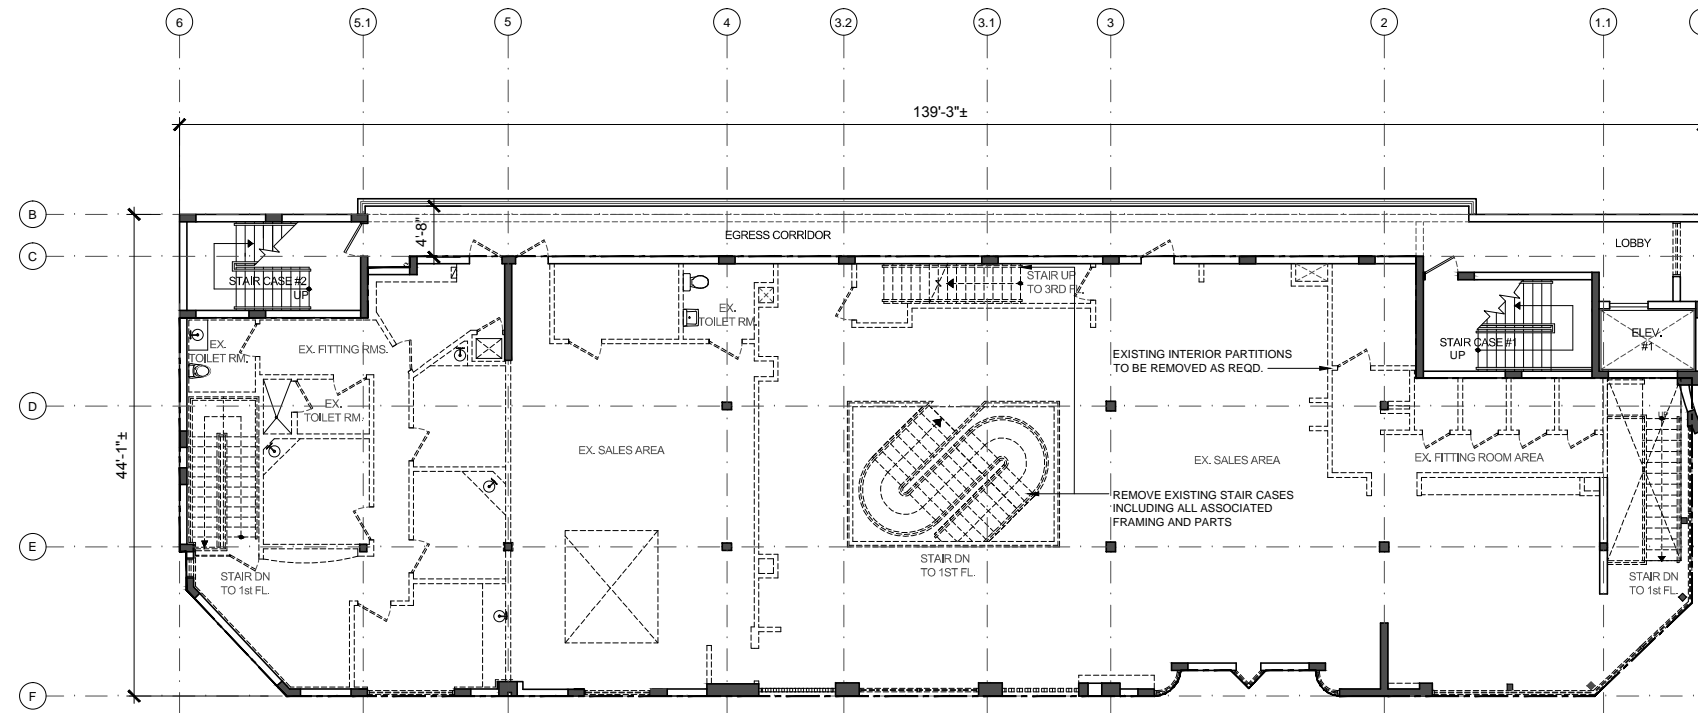 6
5.1
5
4
3.2
3.1
3
2
1.1
139'-3"±
B
4'-8"
EGRESS CORRIDOR
LOBBY
C
STAIR CASE #2
UP
STAIR UP
TO 3RD FL.
EX.
TOILET RM.
EX.
TOILET RM.
EX. FITTING RMS.
EXISTING INTERIOR PARTITIONS
TO BE REMOVED AS REQD.
STAIR CASE #1
UP
ELEV.
#1
D
EX.
TOILET RM.
UP
44'-1"±
EX. SALES AREA
EX. SALES AREA
EX. FITTING ROOM AREA
REMOVE EXISTING STAIR CASES
INCLUDING ALL ASSOCIATED
FRAMING AND PARTS
E
STAIR DN
TO 1st FL.
STAIR DN
TO 1ST FL.
STAIR DN
TO 1st FL.
F